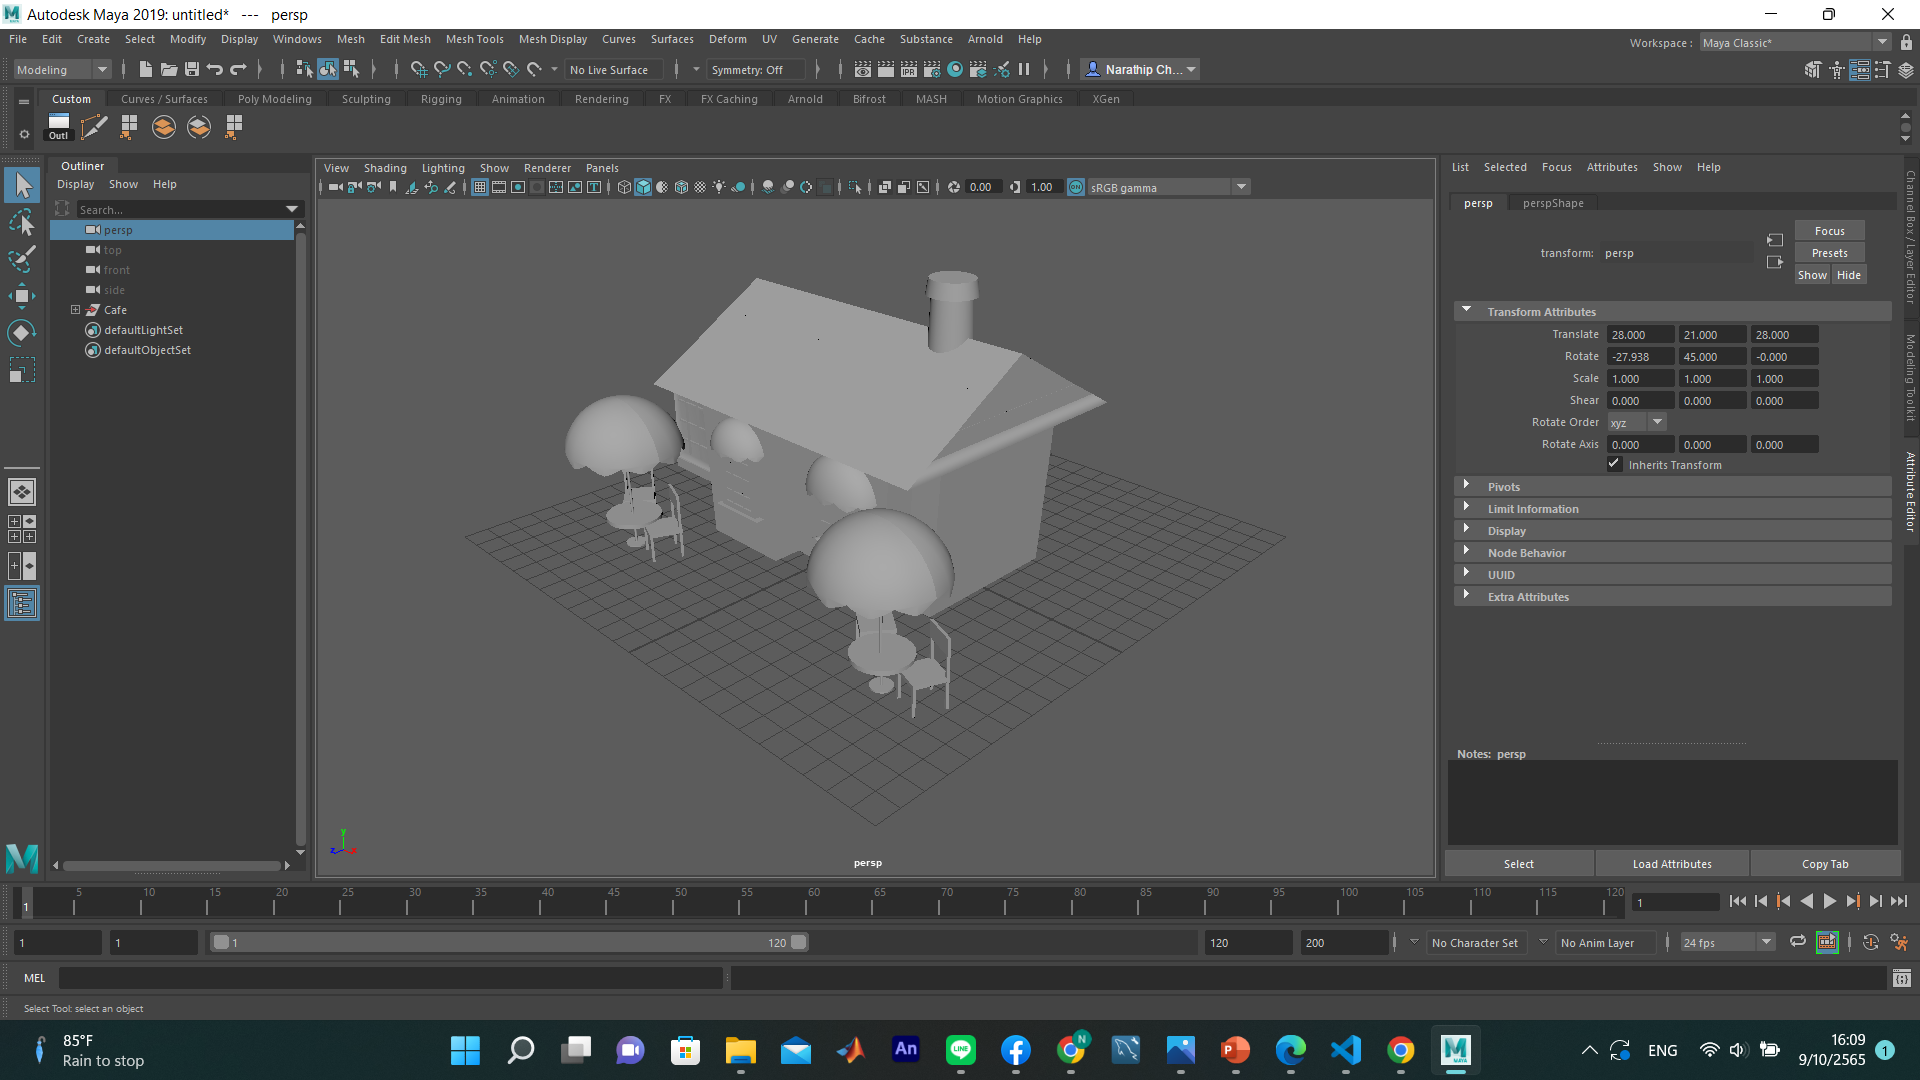 Autodesk Maya 2019: untitled* --- persp
File Edit Create Select Modify Display Windows Mesh Edit Mesh Mesh Tools Mesh Display Curves Surfaces Deform UV Generate Cache Substance Arnold Help
Workspace : Maya Classic*
Modeling No Live Surface Symmetry: Off IPR Narathip Ch...
Custom Curves / Surfaces Poly Modeling Sculpting Rigging Animation Rendering FX FX Caching Arnold Bifrost MASH Motion Graphics XGen
Outl
Outliner
Display Show Help
Search...
persp
top
front
side
Cafe
defaultLightSet
defaultObjectSet
View Shading Lighting Show Renderer Panels
0.00 1.00 ON sRGB gamma
y
z x
persp
List Selected Focus Attributes Show Help
persp perspShape
Focus
transform: persp
Presets
Show Hide
Transform Attributes
Translate 28.000 21.000 28.000
Rotate -27.938 45.000 -0.000
Scale 1.000 1.000 1.000
Shear 0.000 0.000 0.000
Rotate Order xyz
Rotate Axis 0.000 0.000 0.000
Inherits Transform
Pivots
Limit Information
Display
Node Behavior
UUID
Extra Attributes
Notes: persp
Select Load Attributes Copy Tab
Channel Box / Layer Editor
Modeling Toolkit
Attribute Editor
5 10 15 20 25 30 35 40 45 50 55 60 65 70 75 80 85 90 95 100 105 110 115 120
1 1
1 1 1 120 120 200 No Character Set No Anim Layer 24 fps
MEL
Select Tool: select an object
85°F
Rain to stop
An LINE N P MAYA
ENG
16:09
9/10/2565
1